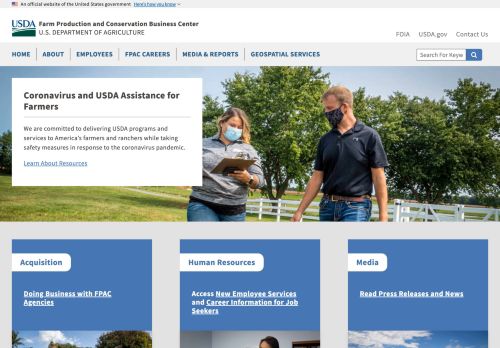 An official website of the United States government Here's how you know
USDA
Farm Production and Conservation Business Center
U.S. DEPARTMENT OF AGRICULTURE
FOIA USDA.gov Contact Us
HOME ABOUT EMPLOYEES FPAC CAREERS MEDIA & REPORTS GEOSPATIAL SERVICES
Search For Keyw
Coronavirus and USDA Assistance for
Farmers
We are committed to delivering USDA programs and
services to America's farmers and ranchers while taking
safety measures in response to the coronavirus pandemic.
Learn About Resources
Acquisition
Doing Business with FPAC
Agencies
Human Resources
Access New Employee Services
and Career Information for Job
Seekers
Media
Read Press Releases and News